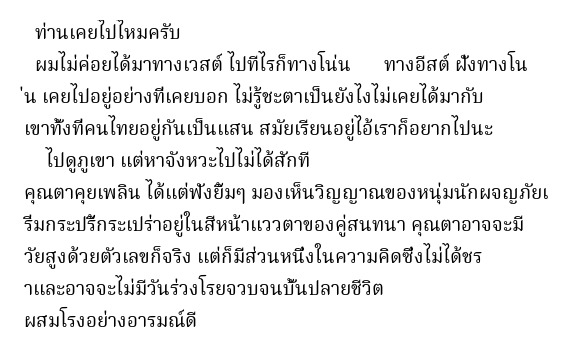 ท่านเคยไปไหมครับ
ผมไม่ค่อยได้มาทางเวสต์ ไปทีไรก็ทางโน่น ทางอีสต์ ฝั่งทางโน
่น เคยไปอยู่อย่างที่เคยบอก ไม่รู้ชะตาเป็นยังไงไม่เคยได้มากับ
เขาทั้งที่คนไทยอยู่กันเป็นแสน สมัยเรียนอยู่ไอ้เราก็อยากไปนะ
ไปดูภูเขา แต่หาจังหวะไปไม่ได้สักที
คุณตาคุยเพลิน ได้แต่ฟังยิ้มๆ มองเห็นวิญญาณของหนุ่มนักผจญภัยเ
ริ่มกระปรี้กระเปร่าอยู่ในสีหน้าแววตาของคู่สนทนา คุณตาอาจจะมี
วัยสูงด้วยตัวเลขก็จริง แต่ก็มีส่วนหนึ่งในความคิดซึ่งไม่ได้ชร
าและอาจจะไม่มีวันร่วงโรยจวบจนบั้นปลายชีวิต
ผสมโรงอย่างอารมณ์ดี